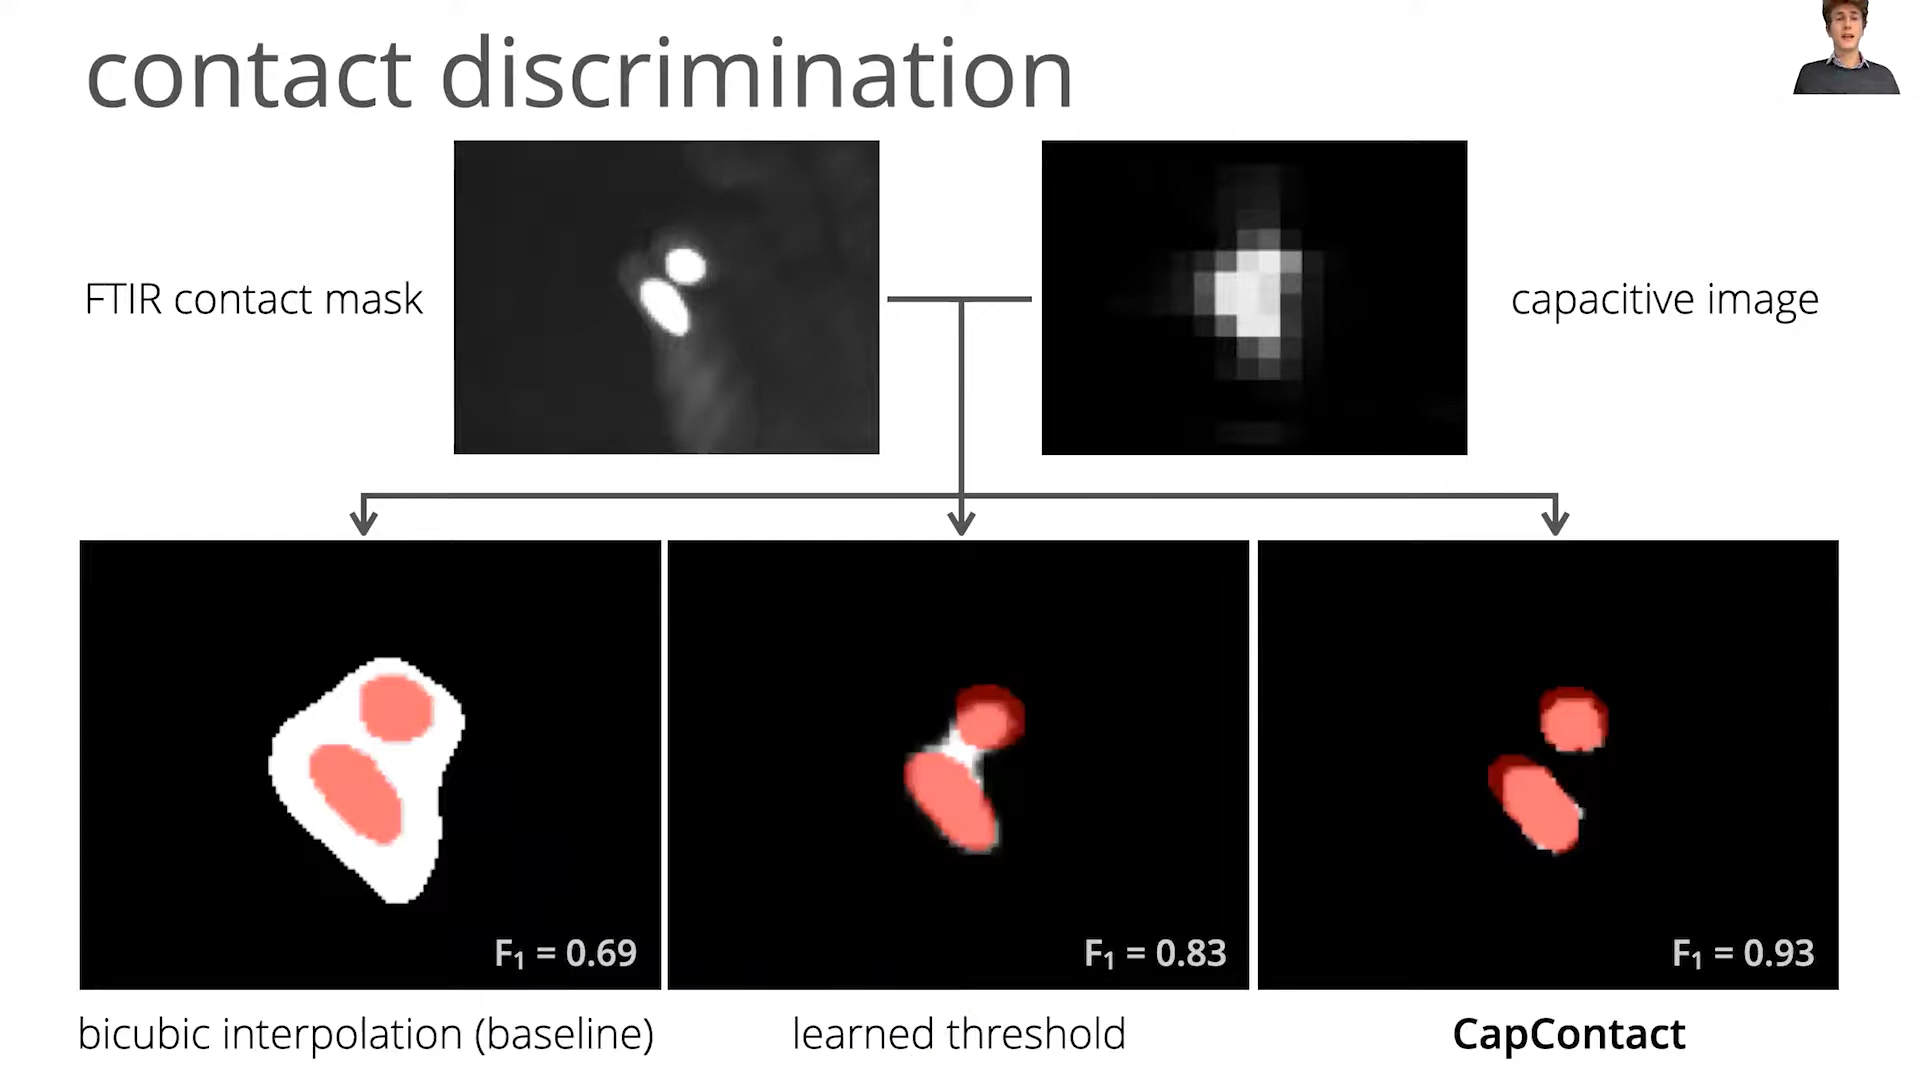 contact discrimination
FTIR contact mask
capacitive image
F₁ = 0.69
F₁ = 0.83
F₁ = 0.93
bicubic interpolation (baseline)
learned threshold
CapContact